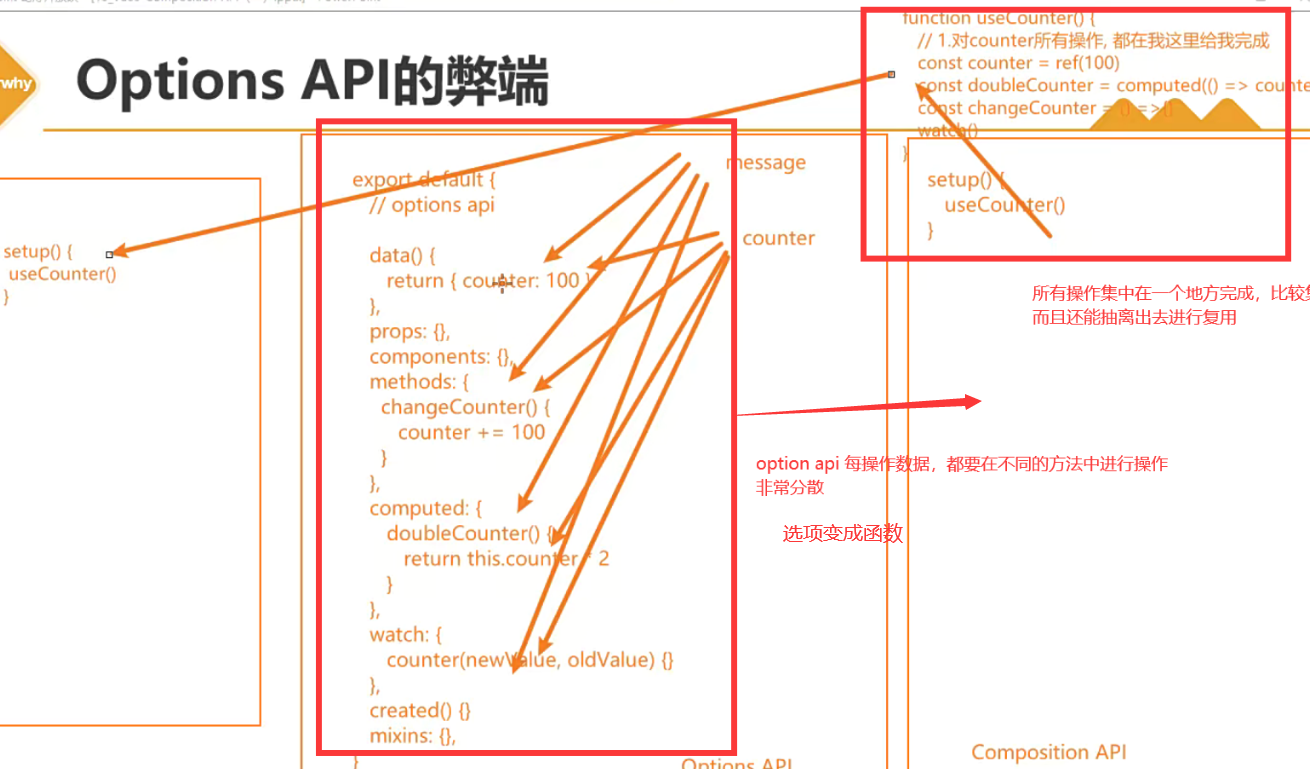 why
Options API的弊端
function useCounter() {
// 1.对counter所有操作, 都在我这里给我完成
const counter = ref(100)
const doubleCounter = computed(() => counte
const changeCounter = () =>{}
watch()
}
setup() {
useCounter()
}
所有操作集中在一个地方完成，比较
而且还能抽离出去进行复用
setup() {
useCounter()
}
message
counter
export default {
// options api
data() {
return { counter: 100 }
},
props: {},
components: {},
methods: {
changeCounter() {
counter += 100
}
},
computed: {
doubleCounter() {
return this.counter * 2
}
},
watch: {
counter(newValue, oldValue) {}
},
created() {}
mixins: {},
}
option api 每操作数据，都要在不同的方法中进行操作
非常分散
选项变成函数
Options API
Composition API